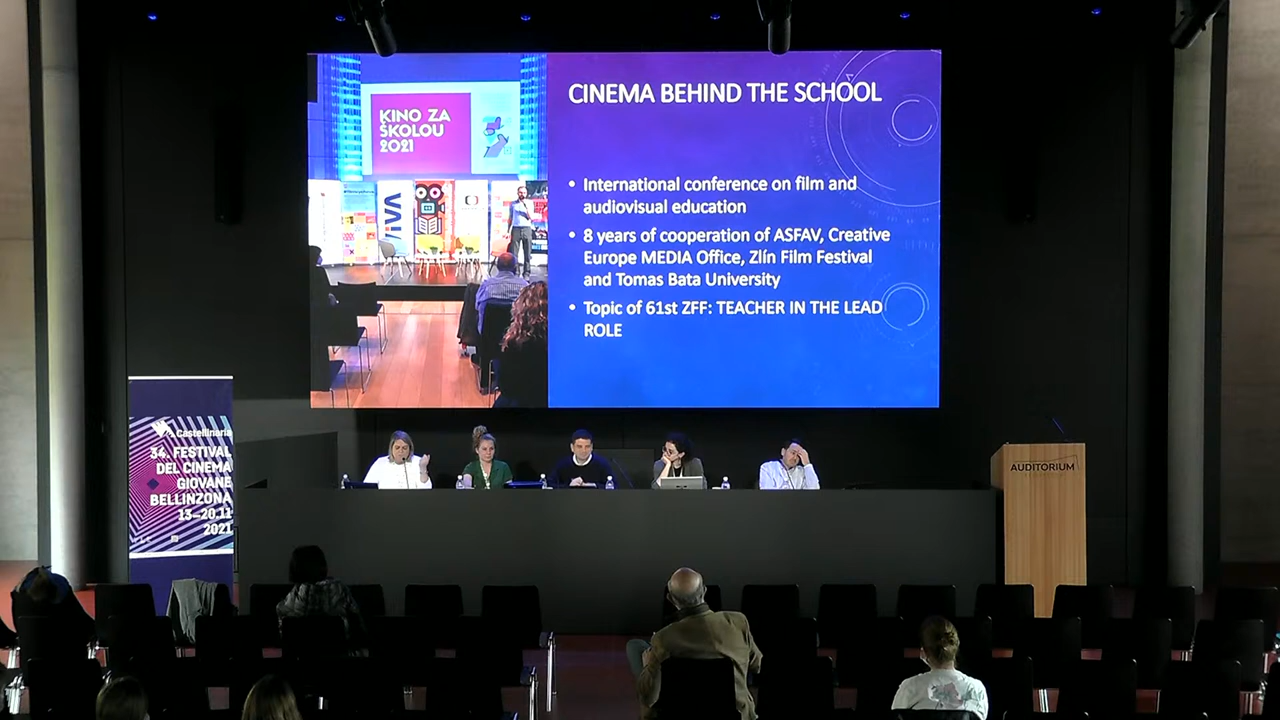 CINEMA BEHIND THE SCHOOL
KINO ZA
ŠKOLOU
2021
• International conference on film and
audiovisual education
• 8 years of cooperation of ASFAV, Creative
Europe MEDIA Office, Zlín Film Festival
and Tomas Bata University
• Topic of 61st ZFF: TEACHER IN THE LEAD
ROLE
Castellinaria
34. FESTIVAL
DEL CINEMA
GIOVANE
BELLINZONA
13–20.11
2021
AUDITORIUM